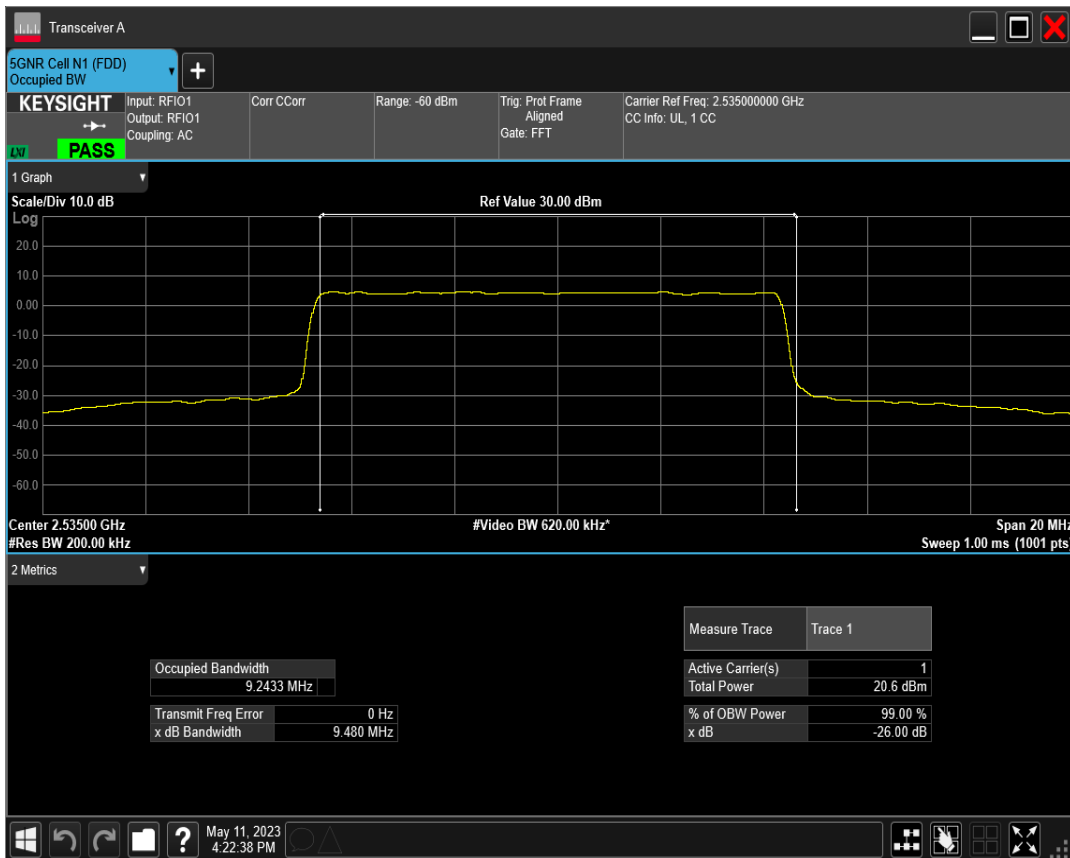 Transceiver A
5GNR Cell N1 (FDD)
Occupied BW
+
KEYSIGHT
LXI
PASS
Input: RFIO1
Output: RFIO1
Coupling: AC
Corr CCorr
Range: -60 dBm
Trig: Prot Frame
Aligned
Gate: FFT
Carrier Ref Freq: 2.535000000 GHz
CC Info: UL, 1 CC
1 Graph
Scale/Div 10.0 dB
Ref Value 30.00 dBm
Log
20.0
10.0
0.00
-10.0
-20.0
-30.0
-40.0
-50.0
-60.0
Center 2.53500 GHz
#Video BW 620.00 kHz*
Span 20 MHz
#Res BW 200.00 kHz
Sweep 1.00 ms (1001 pts)
2 Metrics
Measure Trace Trace 1
Occupied Bandwidth
9.2433 MHz
Active Carrier(s) 1
Total Power 20.6 dBm
Transmit Freq Error 0 Hz
x dB Bandwidth 9.480 MHz
% of OBW Power 99.00 %
x dB -26.00 dB
?
May 11, 2023
4:22:38 PM